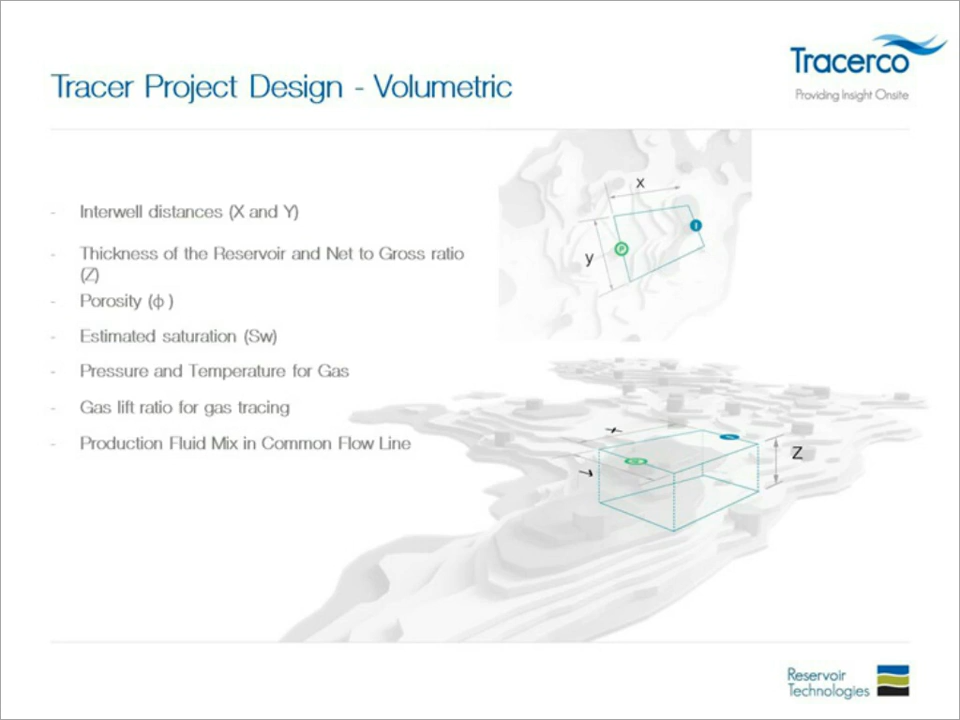 Tracerco
Providing Insight Onsite
Tracer Project Design - Volumetric
- Interwell distances (X and Y)
- Thickness of the Reservoir and Net to Gross ratio
(Z)
- Porosity (ϕ )
- Estimated saturation (Sw)
- Pressure and Temperature for Gas
- Gas lift ratio for gas tracing
- Production Fluid Mix in Common Flow Line
X
I
P
y
X
Y
Z
Reservoir
Technologies